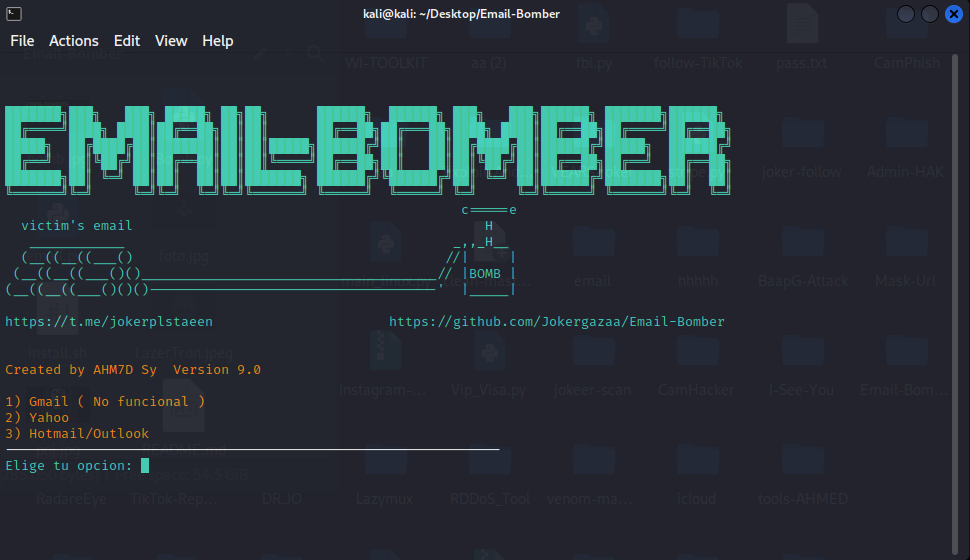 kali@kali: ~/Desktop/Email-Bomber
File Actions Edit View Help
WI-TOOLKIT aa (2) fbi.py follow-TikTok pass.txt CamPhish
EMAIL-BOMBER
joker-follow Admin-HAK
c=====e
victim's email H
foto.jpg
email hhhhh BaapG-Attack Mask-Url
BOMB
https://t.me/jokerplstaeen https://github.com/Jokergazaa/Email-Bomber
Install.sh LazerTron.jpeg
Created by AHM7D Sy Version 9.0
Instagram-... Vip_Visa.py jokeer-scan CamHacker I-See-You Email-Bom...
1) Gmail ( No funcional )
2) Yahoo
3) Hotmail/Outlook
README.md
Elige tu opcion:
RadareEye TikTok-Rep... DR.JO Lazymux RDDoS_Tool venom-ma... icloud tools-AHMED